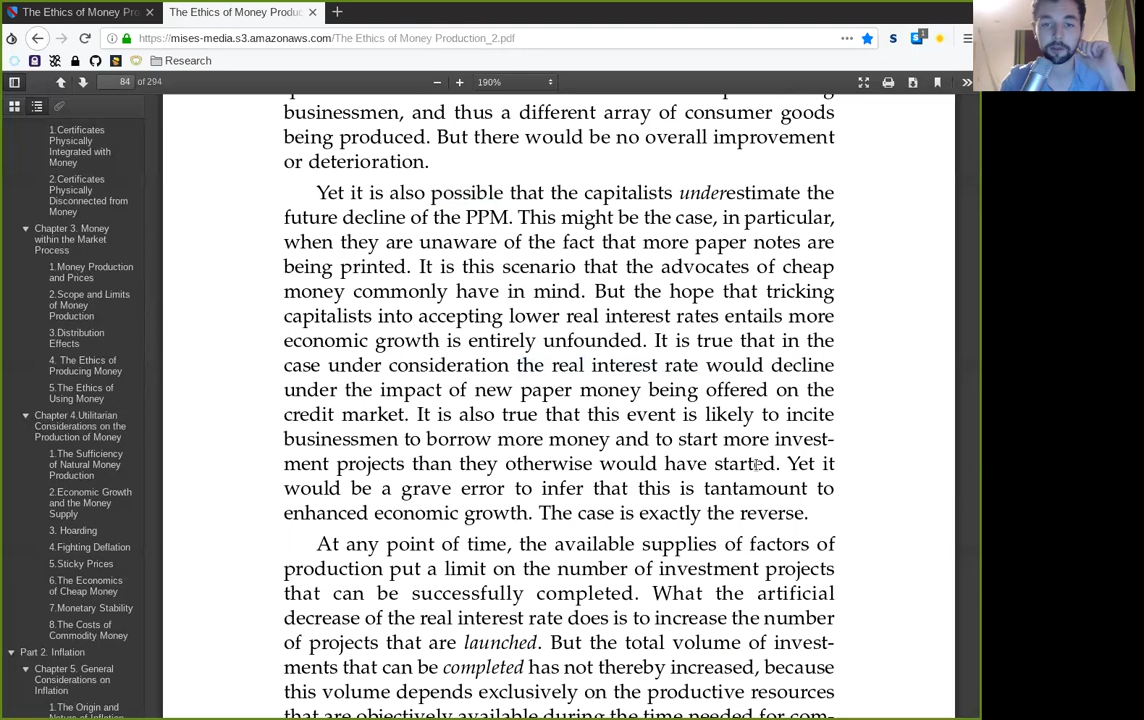 The Ethics of Money Produc
The Ethics of Money Produc
https://mises-media.s3.amazonaws.com/The Ethics of Money Production_2.pdf
Research
84 of 294
190%
1.Certificates
Physically
Integrated with
Money
2.Certificates
Physically
Disconnected from
Money
Chapter 3. Money
within the Market
Process
1.Money Production
and Prices
2.Scope and Limits
of Money
Production
3.Distribution
Effects
4. The Ethics of
Producing Money
5.The Ethics of
Using Money
Chapter 4.Utilitarian
Considerations on the
Production of Money
1.The Sufficiency
of Natural Money
Production
2.Economic Growth
and the Money
Supply
3. Hoarding
4.Fighting Deflation
5.Sticky Prices
6.The Economics
of Cheap Money
7.Monetary Stability
8.The Costs of
Commodity Money
Part 2. Inflation
Chapter 5. General
Considerations on
Inflation
1.The Origin and
Nature of Inflation
businessmen, and thus a different array of consumer goods
being produced. But there would be no overall improvement
or deterioration.
Yet it is also possible that the capitalists underestimate the
future decline of the PPM. This might be the case, in particular,
when they are unaware of the fact that more paper notes are
being printed. It is this scenario that the advocates of cheap
money commonly have in mind. But the hope that tricking
capitalists into accepting lower real interest rates entails more
economic growth is entirely unfounded. It is true that in the
case under consideration the real interest rate would decline
under the impact of new paper money being offered on the
credit market. It is also true that this event is likely to incite
businessmen to borrow more money and to start more invest-
ment projects than they otherwise would have started. Yet it
would be a grave error to infer that this is tantamount to
enhanced economic growth. The case is exactly the reverse.
At any point of time, the available supplies of factors of
production put a limit on the number of investment projects
that can be successfully completed. What the artificial
decrease of the real interest rate does is to increase the number
of projects that are launched. But the total volume of invest-
ments that can be completed has not thereby increased, because
this volume depends exclusively on the productive resources
that are objectively available during the time needed for com-